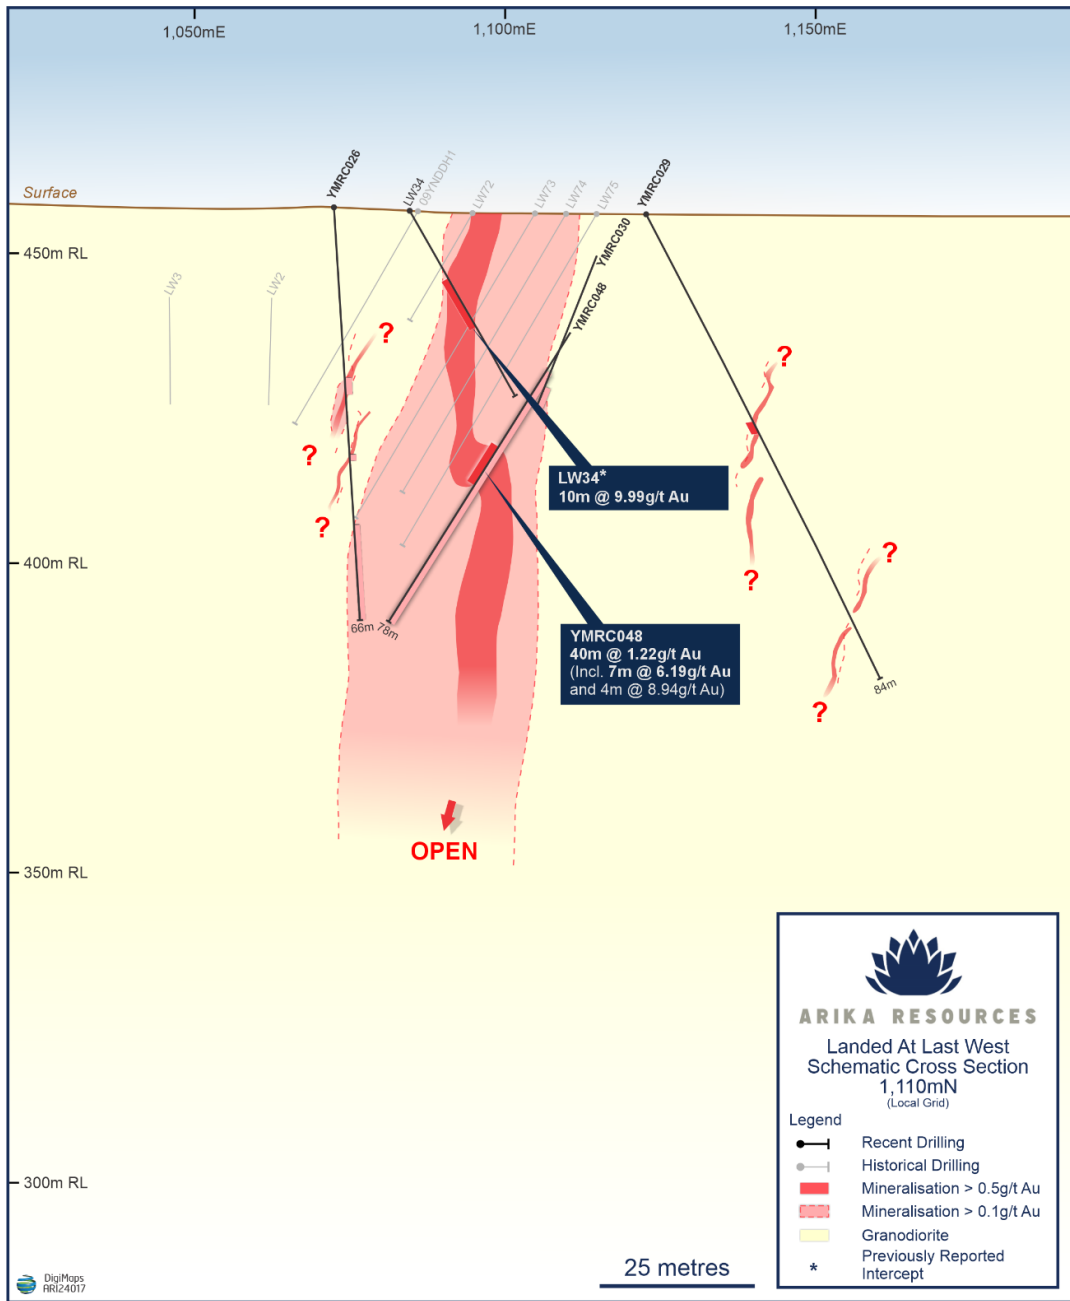 1,050mE
1,100mE
1,150mE
Surface
YMRC026
LW34
09YNDDH1
LW72
LW73
LW74
LW75
YMRC029
YMRC030
YMRC048
450m RL
LW3
LW2
?
?
?
?
?
?
?
LW34*
10m @ 9.99g/t Au
400m RL
66m
78m
YMRC048
40m @ 1.22g/t Au
(Incl. 7m @ 6.19g/t Au
and 4m @ 8.94g/t Au)
84m
OPEN
350m RL
300m RL
ARIKA RESOURCES
Landed At Last West
Schematic Cross Section
1,110mN
(Local Grid)
Legend
Recent Drilling
Historical Drilling
Mineralisation > 0.5g/t Au
Mineralisation > 0.1g/t Au
Granodiorite
* Previously Reported
Intercept
25 metres
DigiMaps
ARI24017